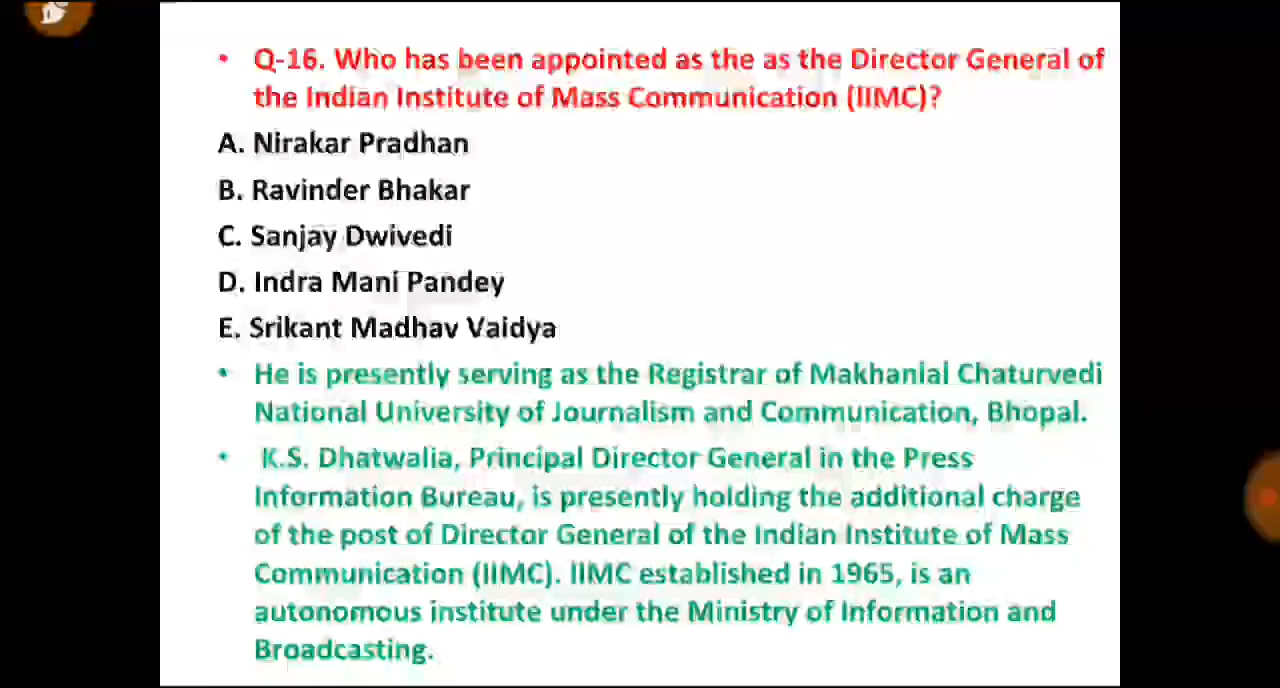 • Q-16. Who has been appointed as the as the Director General of
the Indian Institute of Mass Communication (IIMC)?
A. Nirakar Pradhan
B. Ravinder Bhakar
C. Sanjay Dwivedi
D. Indra Mani Pandey
E. Srikant Madhav Vaidya
• He is presently serving as the Registrar of Makhanlal Chaturvedi
National University of Journalism and Communication, Bhopal.
• K.S. Dhatwalia, Principal Director General in the Press
Information Bureau, is presently holding the additional charge
of the post of Director General of the Indian Institute of Mass
Communication (IIMC). IIMC established in 1965, is an
autonomous institute under the Ministry of Information and
Broadcasting.